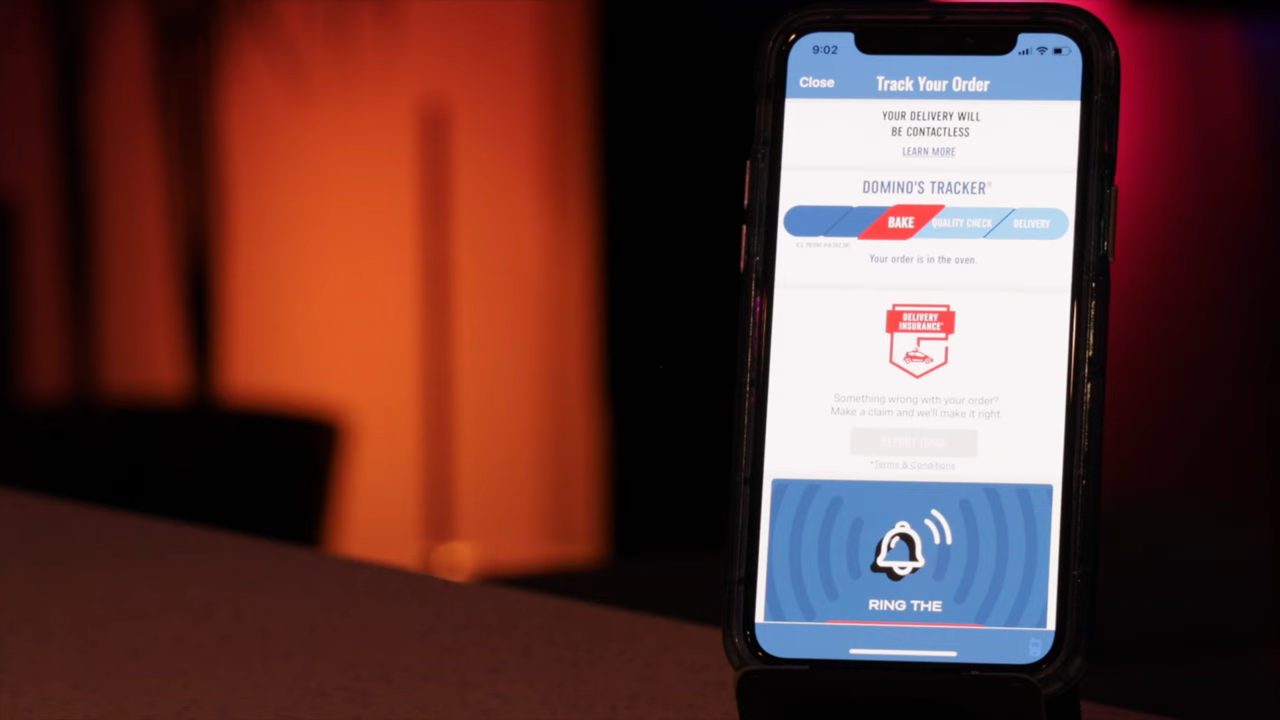 9:02
Close
Track Your Order
YOUR DELIVERY WILL
BE CONTACTLESS
LEARN MORE
DOMINO'S TRACKER®
BAKE
QUALITY CHECK
DELIVERY
Your order is in the oven.
DELIVERY
INSURANCE
Something wrong with your order?
Make a claim and we'll make it right.
*Terms & Conditions
RING THE